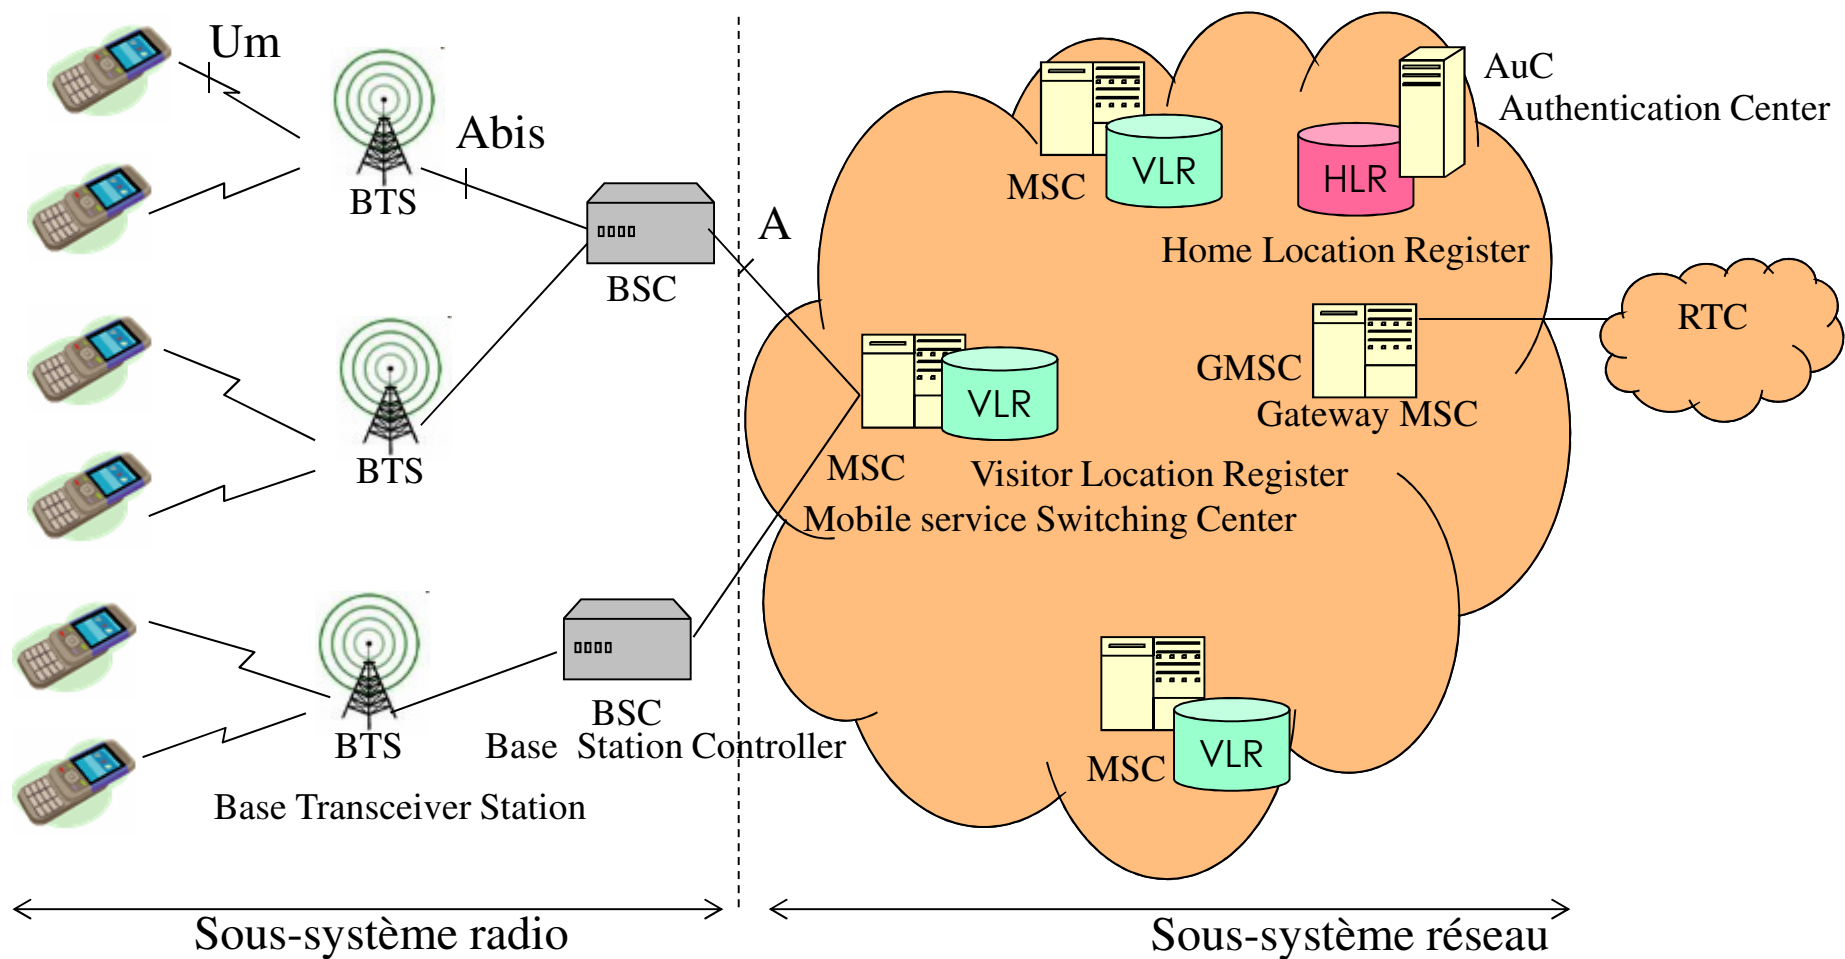 Um
AuC
Authentication Center
Abis
BTS
MSC
VLR
HLR
A
Home Location Register
BSC
RTC
GMSC
Gateway MSC
VLR
BTS
MSC
Visitor Location Register
Mobile service Switching Center
BSC
BTS
Base Station Controller
MSC
VLR
Base Transceiver Station
Sous-système radio
Sous-système réseau